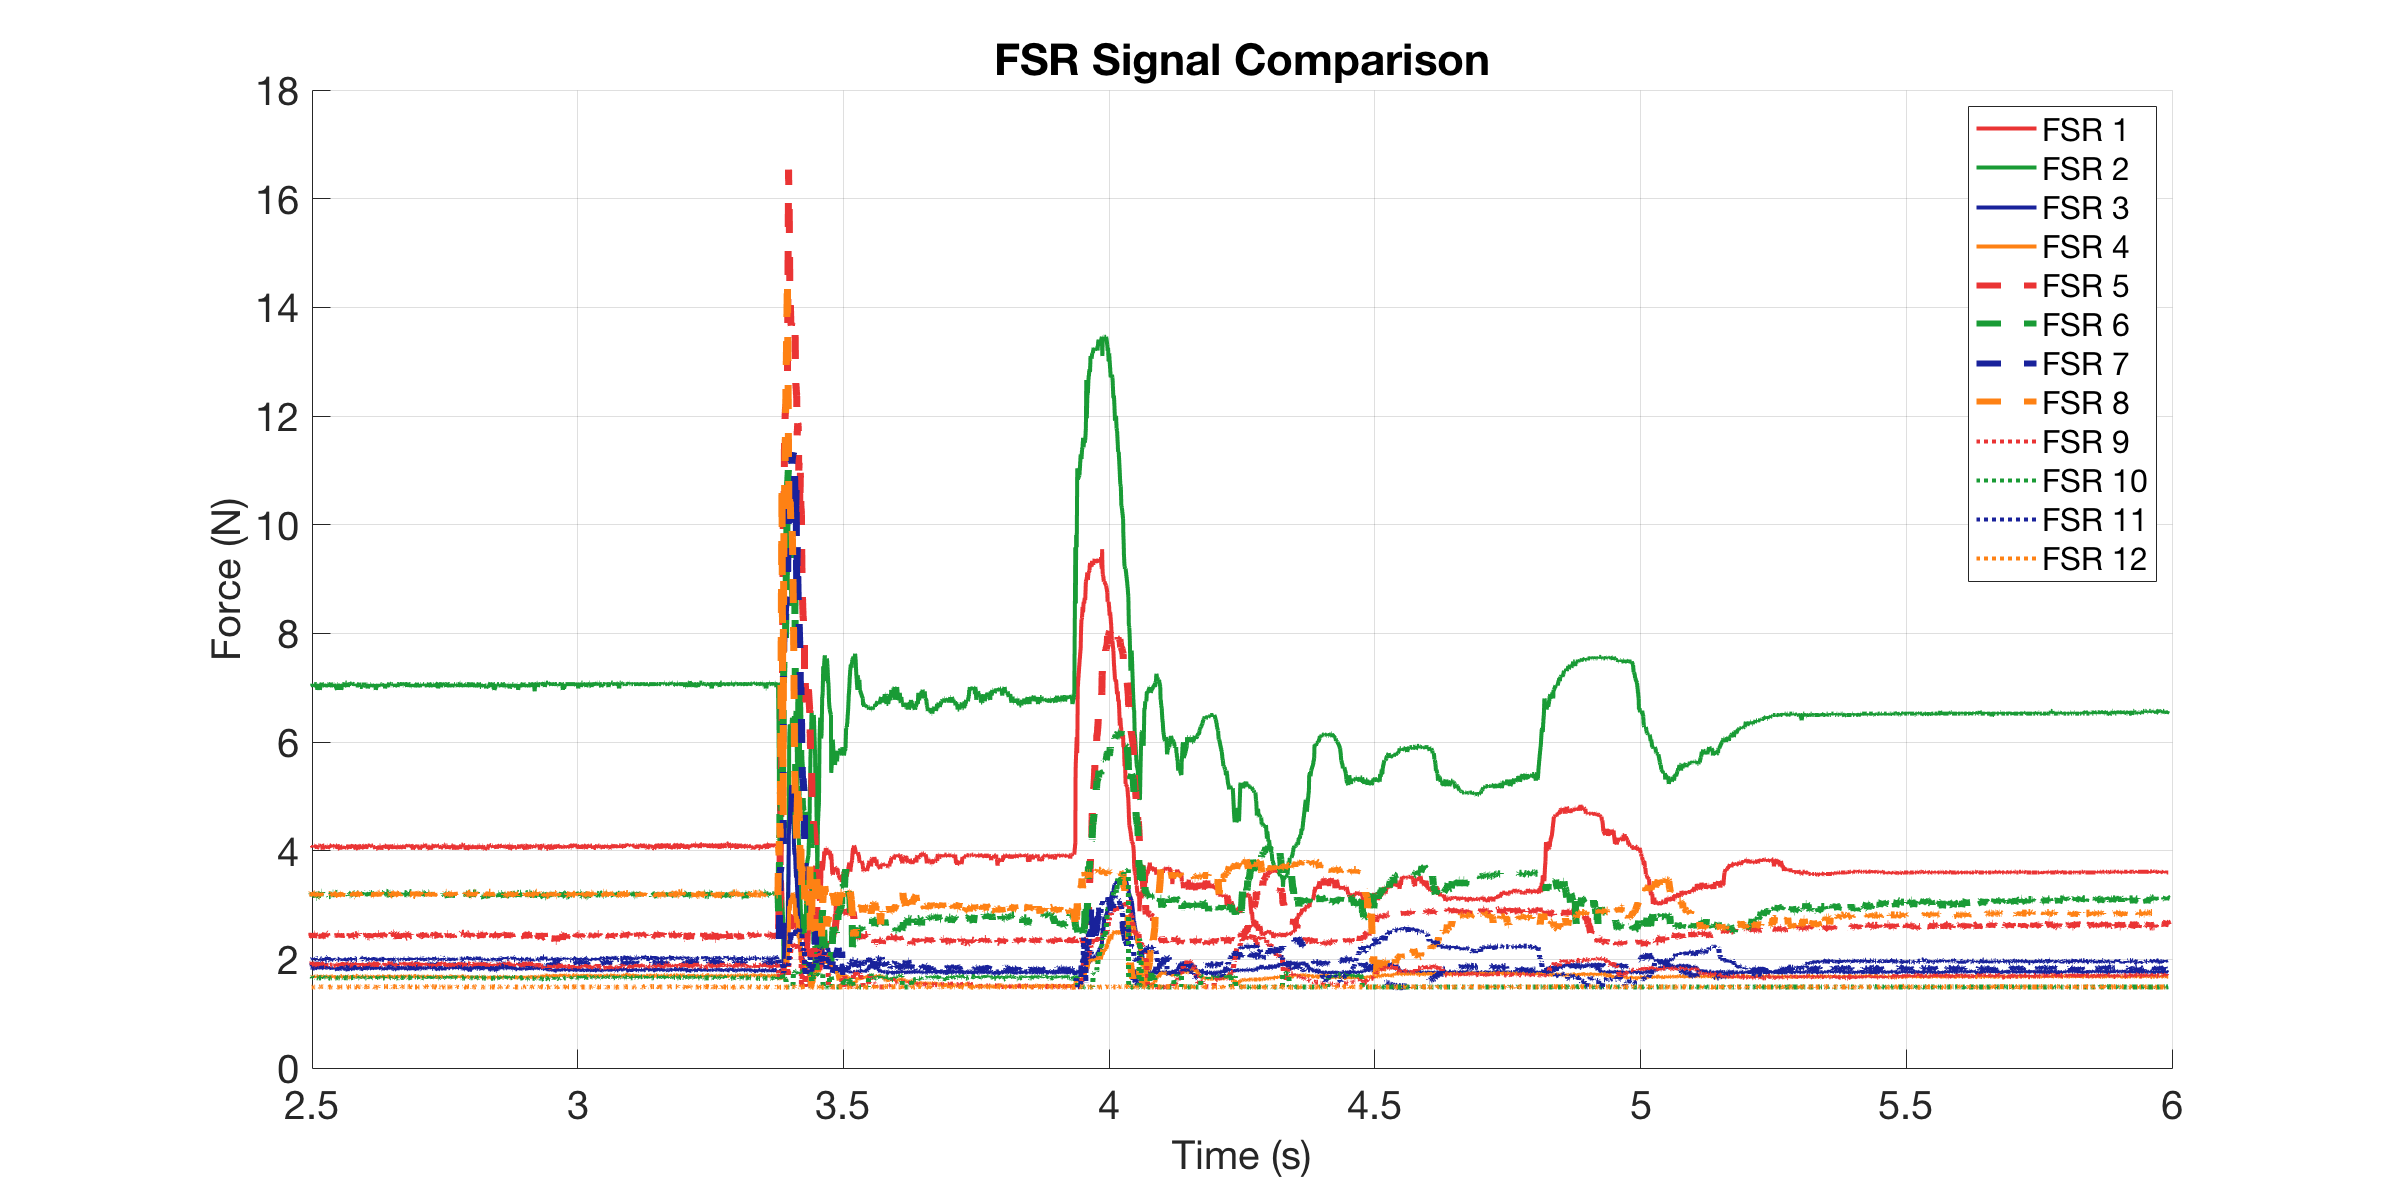 FSR Signal Comparison
Force (N)
18
16
14
12
10
8
6
4
2
0
2.5 3 3.5 4 4.5 5 5.5 6
Time (s)
FSR 1
FSR 2
FSR 3
FSR 4
FSR 5
FSR 6
FSR 7
FSR 8
FSR 9
FSR 10
FSR 11
FSR 12